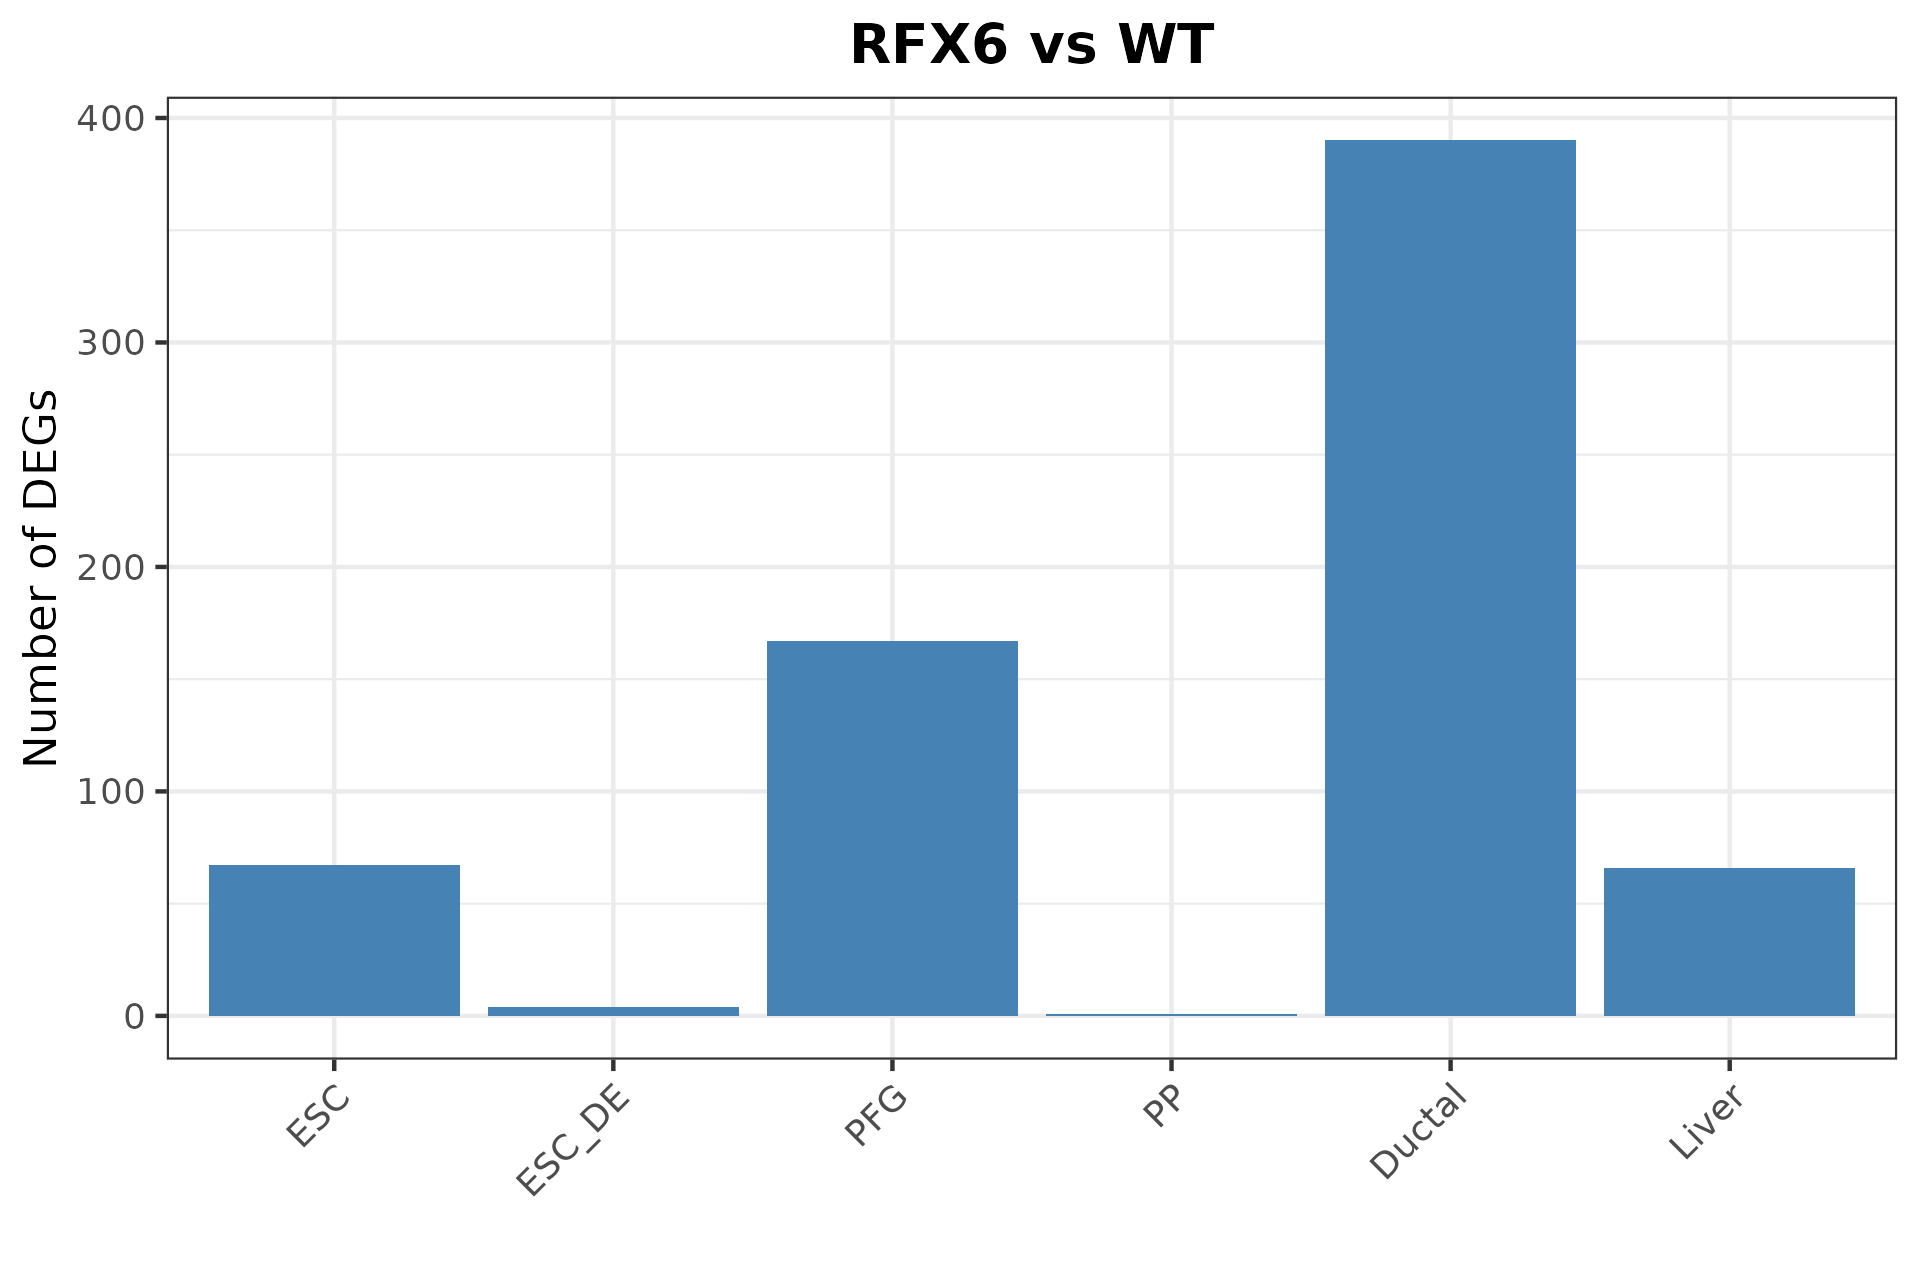 RFX6 vs WT
Number of DEGs
400
300
200
100
0
ESC
ESC_DE
PFG
PP
Ductal
Liver